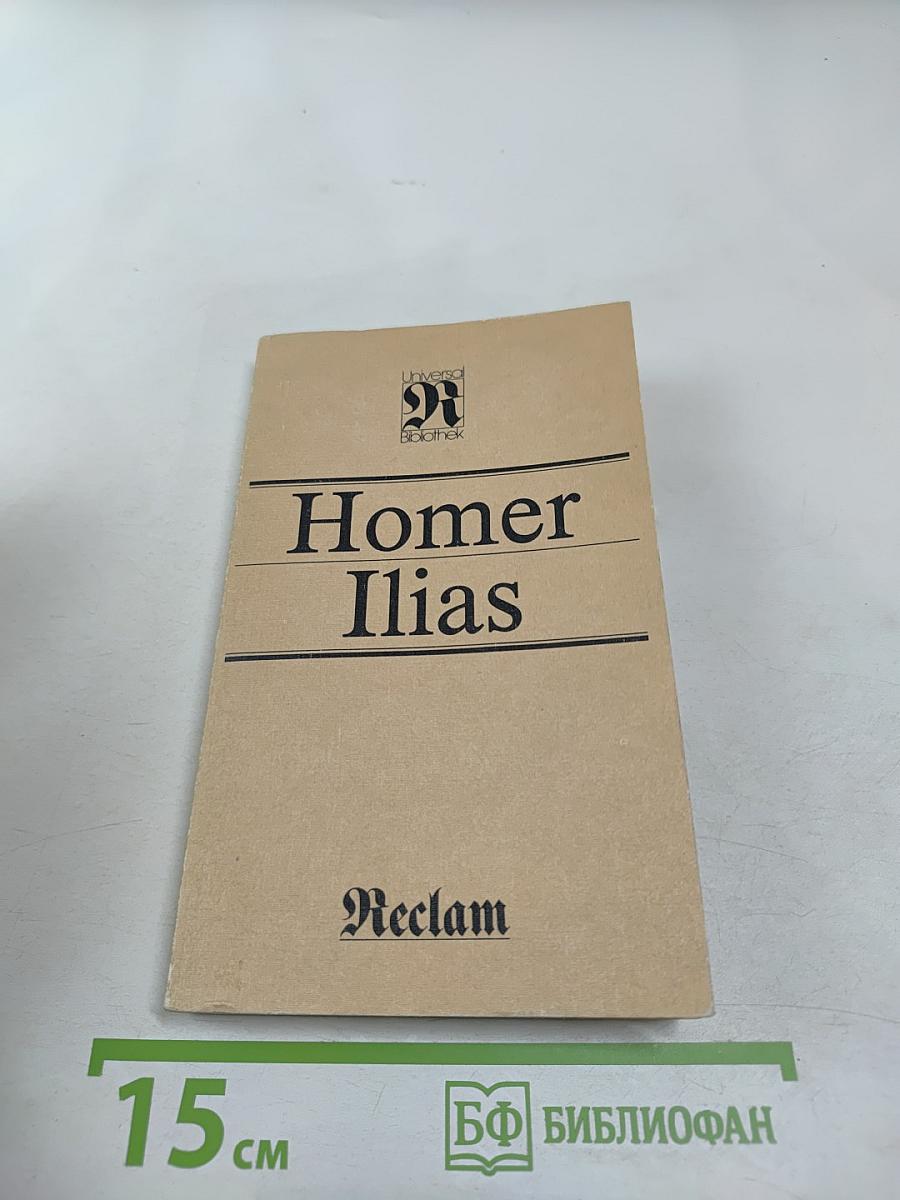 Universal
R
Bibliothek
Homer
Ilias
Reclam
15 см
БФ БИБЛИОФАН